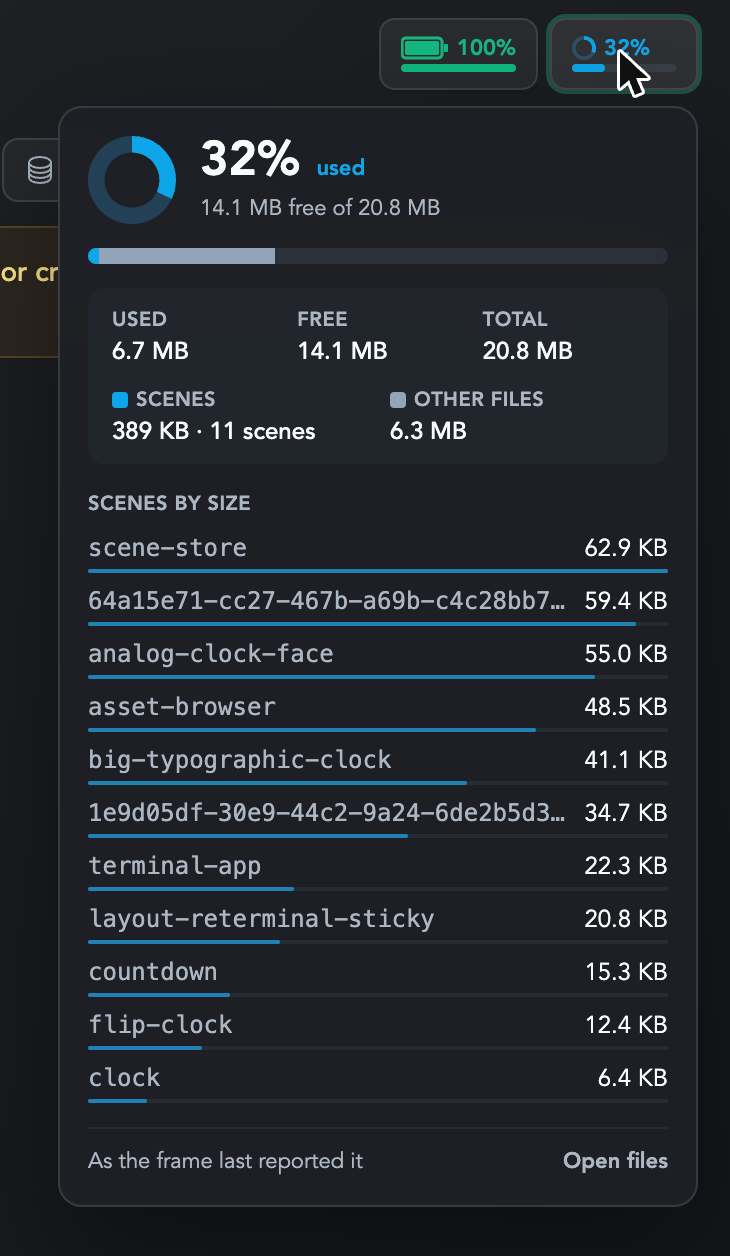 100%
32%
32% used
14.1 MB free of 20.8 MB
or cr
USED FREE TOTAL
6.7 MB 14.1 MB 20.8 MB
SCENES OTHER FILES
389 KB · 11 scenes 6.3 MB
SCENES BY SIZE
scene-store 62.9 KB
64a15e71-cc27-467b-a69b-c4c28bb7… 59.4 KB
analog-clock-face 55.0 KB
asset-browser 48.5 KB
big-typographic-clock 41.1 KB
1e9d05df-30e9-44c2-9a24-6de2b5d3… 34.7 KB
terminal-app 22.3 KB
layout-reterminal-sticky 20.8 KB
countdown 15.3 KB
flip-clock 12.4 KB
clock 6.4 KB
As the frame last reported it Open files